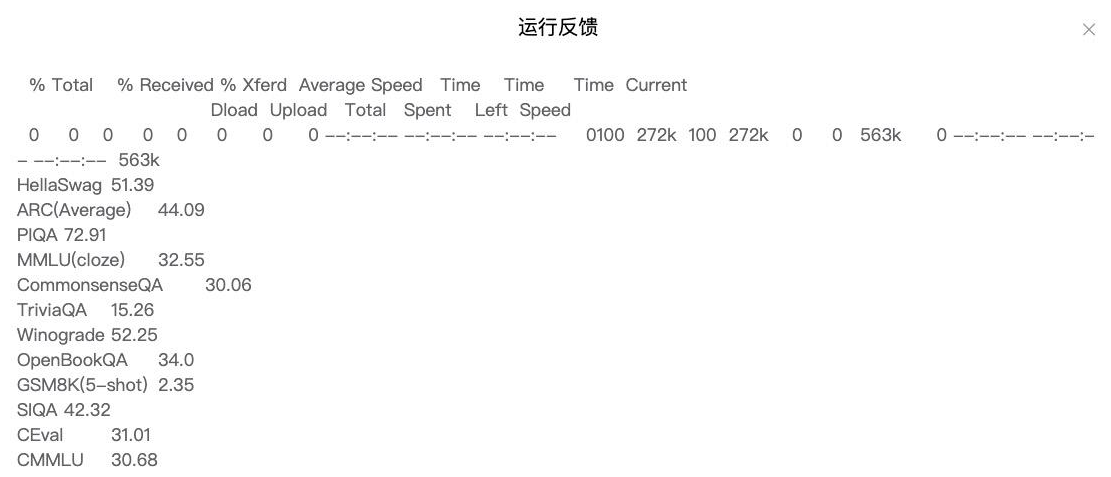 运行反馈
% Total % Received % Xferd Average Speed Time Time Time Current
Dload Upload Total Spent Left Speed
0 0 0 0 0 0 0 0 --:--:-- --:--:-- --:--:-- 0100 272k 100 272k 0 0 563k 0 --:--:-- --:--:-
- --:--:-- 563k
HellaSwag 51.39
ARC(Average) 44.09
PIQA 72.91
MMLU(cloze) 32.55
CommonsenseQA 30.06
TriviaQA 15.26
Winograde 52.25
OpenBookQA 34.0
GSM8K(5-shot) 2.35
SIQA 42.32
CEval 31.01
CMMLU 30.68